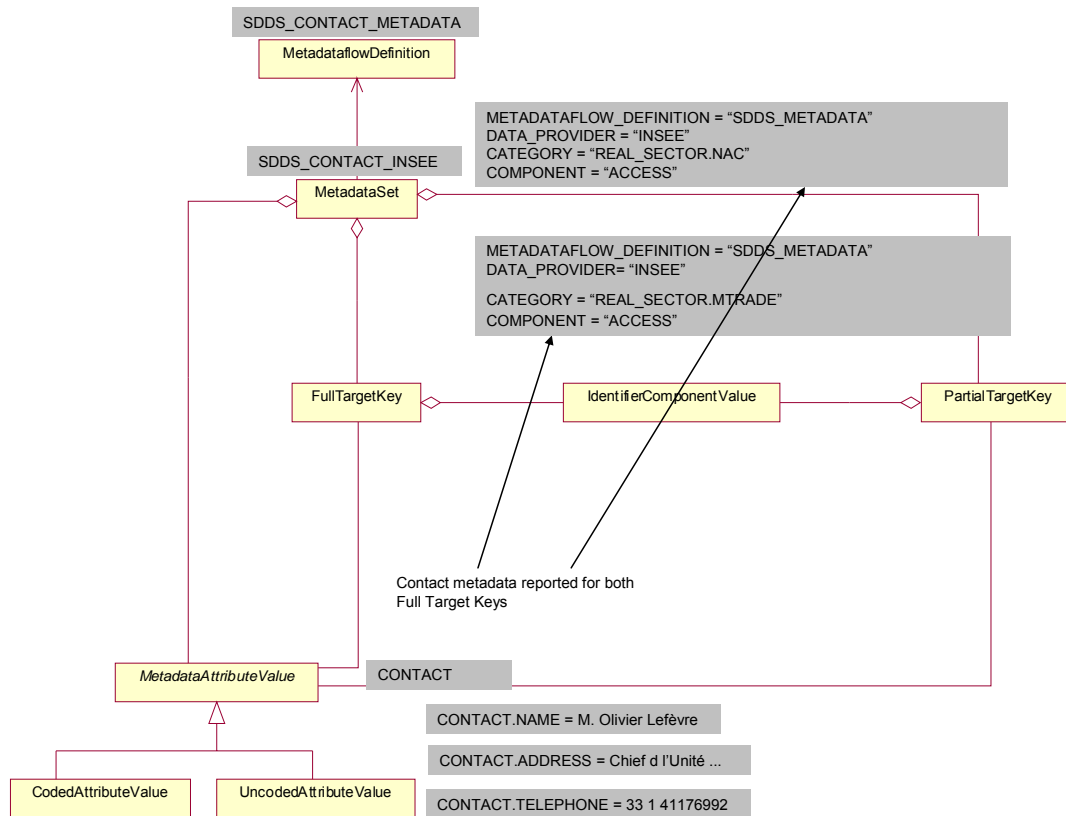 SDDS_CONTACT_METADATA
MetadataflowDefinition
METADATAFLOW_DEFINITION = “SDDS_METADATA”
DATA_PROVIDER = “INSEE”
CATEGORY = “REAL_SECTOR.NAC”
COMPONENT = “ACCESS”
SDDS_CONTACT_INSEE
MetadataSet
METADATAFLOW_DEFINITION = “SDDS_METADATA”
DATA_PROVIDER= “INSEE”
CATEGORY = “REAL_SECTOR.MTRADE”
COMPONENT = “ACCESS”
FullTargetKey
IdentifierComponentValue
PartialTargetKey
Contact metadata reported for both
Full Target Keys
MetadataAttributeValue
CONTACT
CONTACT.NAME = M. Olivier Lefèvre
CONTACT.ADDRESS = Chief d l’Unité ...
CodedAttributeValue
UncodedAttributeValue
CONTACT.TELEPHONE = 33 1 41176992